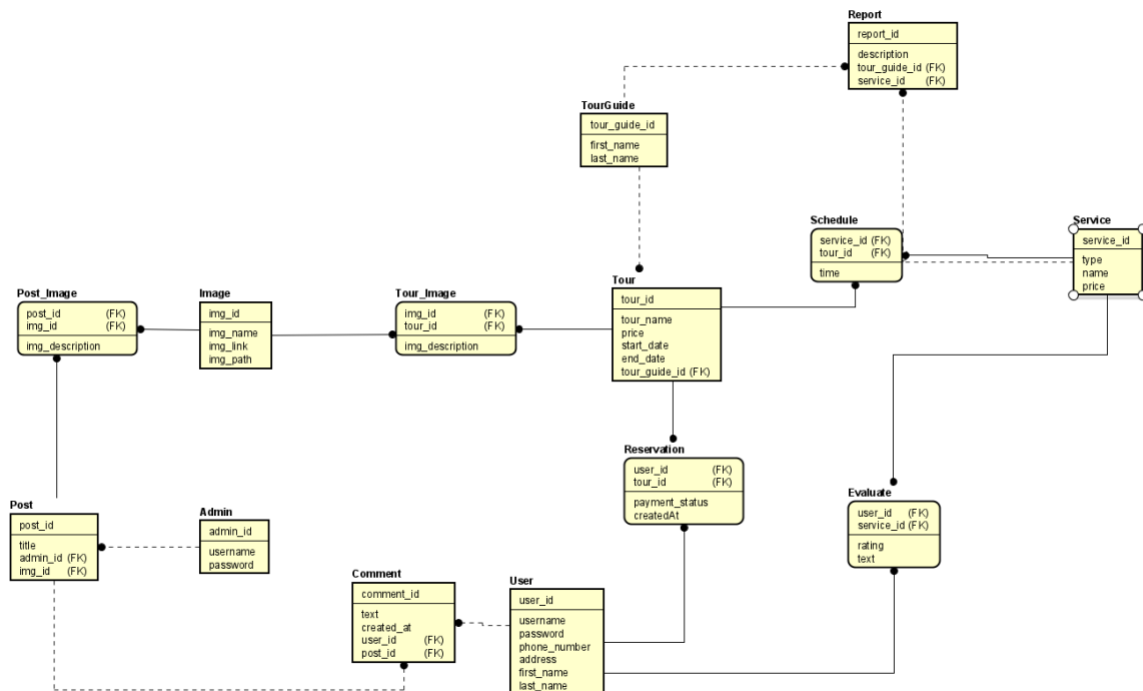 Report
report_id
description
tour_guide_id (FK)
service_id (FK)
TourGuide
tour_guide_id
first_name
last_name
Schedule
service_id (FK)
tour_id (FK)
time
Service
service_id
type
name
price
Post_Image
post_id (FK)
img_id (FK)
img_description
Image
img_id
img_name
img_link
img_path
Tour_Image
img_id (FK)
tour_id (FK)
img_description
Tour
tour_id
tour_name
price
start_date
end_date
tour_guide_id (FK)
Reservation
user_id (FK)
tour_id (FK)
payment_status
createdAt
Evaluate
user_id (FK)
service_id (FK)
rating
text
Post
post_id
title
admin_id (FK)
img_id (FK)
Admin
admin_id
username
password
Comment
comment_id
text
created_at
user_id (FK)
post_id (FK)
User
user_id
username
password
phone_number
address
first_name
last_name